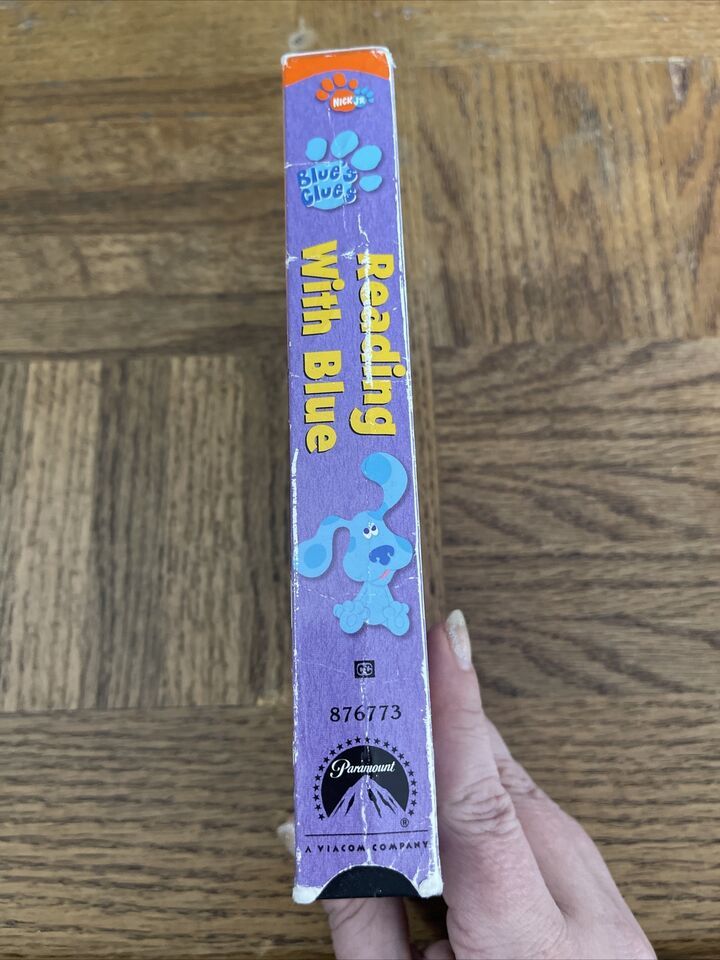 NICK JR.
Blue's
Clues
Reading
With Blue
CC
876773
Paramount
®
A VIACOM COMPANY